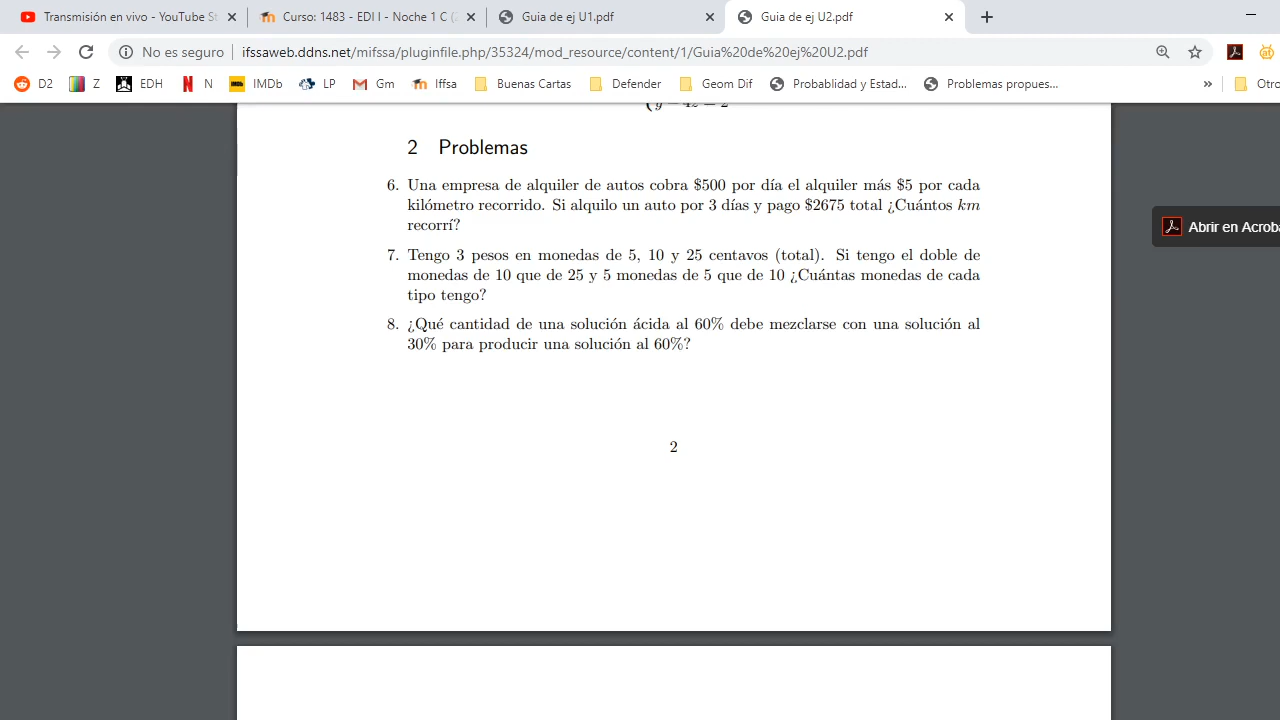 Transmisión en vivo - YouTube St
Curso: 1483 - EDI I - Noche 1 C (2
Guia de ej U1.pdf
Guia de ej U2.pdf
No es seguro | ifssaweb.ddns.net/mifssa/pluginfile.php/35324/mod_resource/content/1/Guia%20de%20ej%20U2.pdf
D2 Z EDH N IMDb LP Gm Iffsa Buenas Cartas Defender Geom Dif Probablidad y Estad... Problemas propues... » Otro
2 Problemas
6. Una empresa de alquiler de autos cobra $500 por día el alquiler más $5 por cada
kilómetro recorrido. Si alquilo un auto por 3 días y pago $2675 total ¿Cuántos km
recorrí?
7. Tengo 3 pesos en monedas de 5, 10 y 25 centavos (total). Si tengo el doble de
monedas de 10 que de 25 y 5 monedas de 5 que de 10 ¿Cuántas monedas de cada
tipo tengo?
8. ¿Qué cantidad de una solución ácida al 60% debe mezclarse con una solución al
30% para producir una solución al 60%?
2
Abrir en Acroba